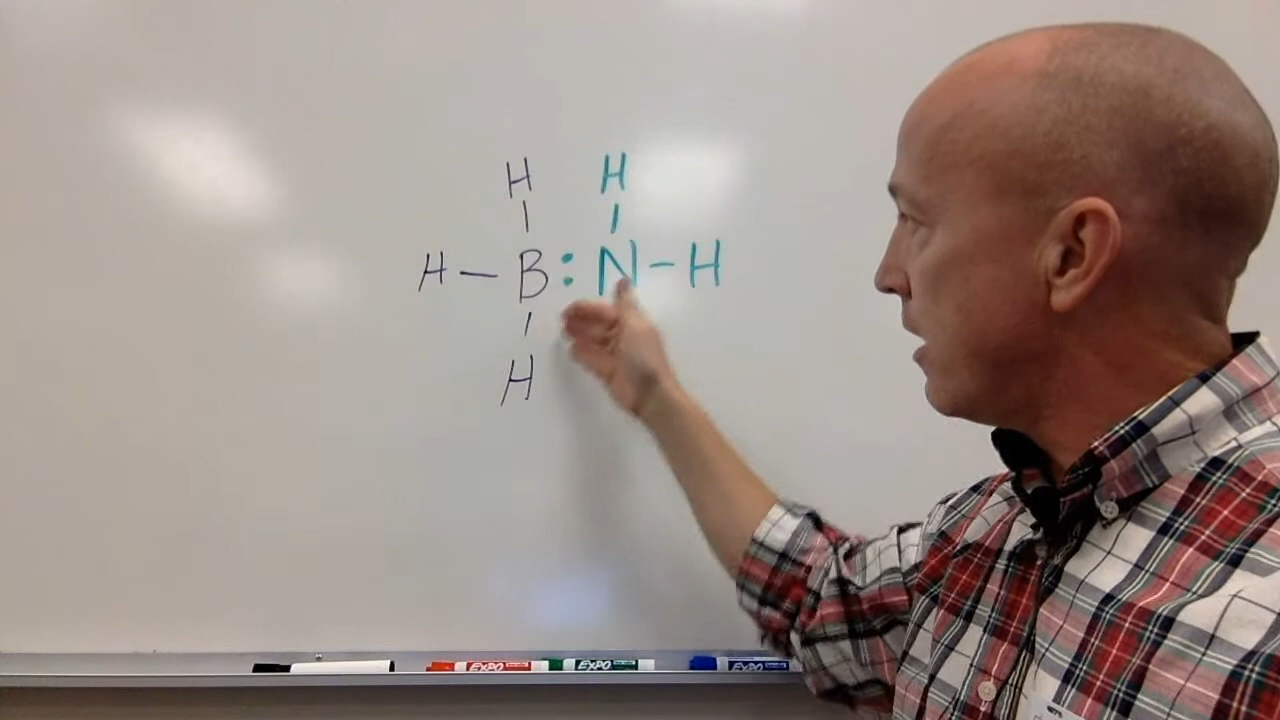 H H
H — B : N - H
H
EXPO EXPO EXPO